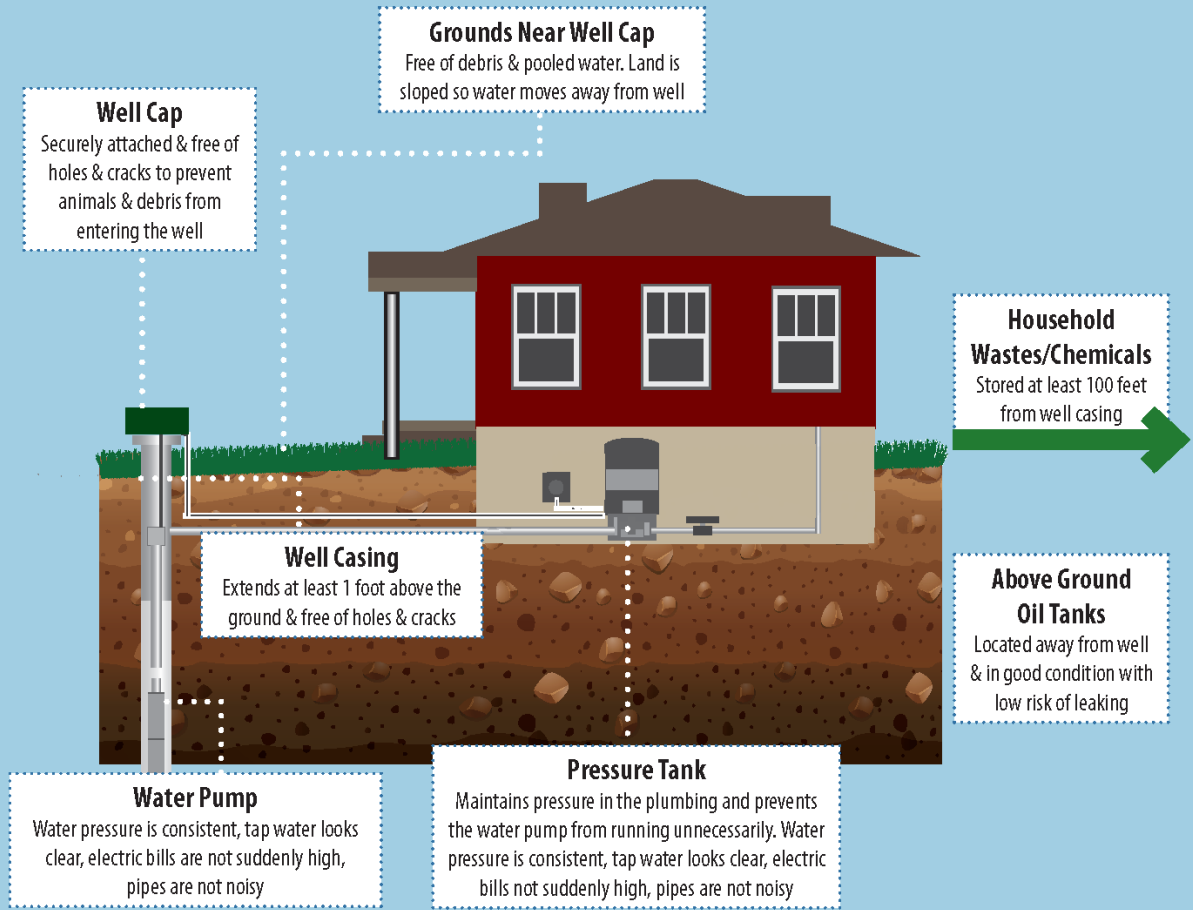 Grounds Near Well Cap
Free of debris & pooled water. Land is
sloped so water moves away from well
Well Cap
Securely attached & free of
holes & cracks to prevent
animals & debris from
entering the well
Household
Wastes/Chemicals
Stored at least 100 feet
from well casing
Well Casing
Extends at least 1 foot above the
ground & free of holes & cracks
Above Ground
Oil Tanks
Located away from well
& in good condition with
low risk of leaking
Water Pump
Water pressure is consistent, tap water looks
clear, electric bills are not suddenly high,
pipes are not noisy
Pressure Tank
Maintains pressure in the plumbing and prevents
the water pump from running unnecessarily. Water
pressure is consistent, tap water looks clear, electric
bills not suddenly high, pipes are not noisy